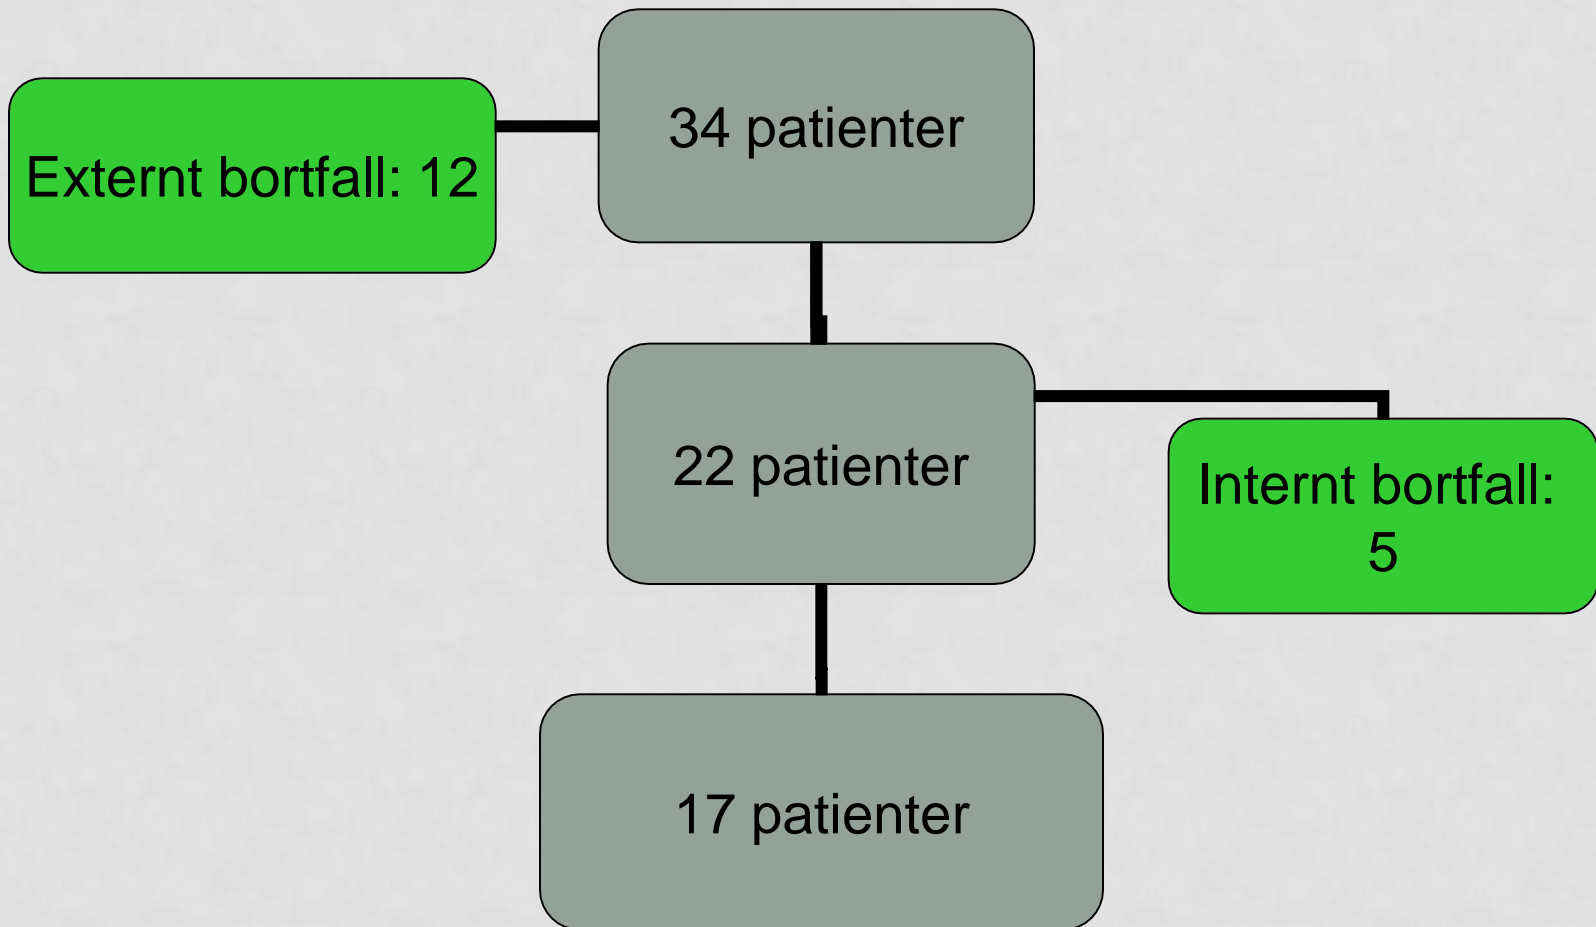 34 patienter
Externt bortfall: 12
22 patienter
Internt bortfall:
5
17 patienter